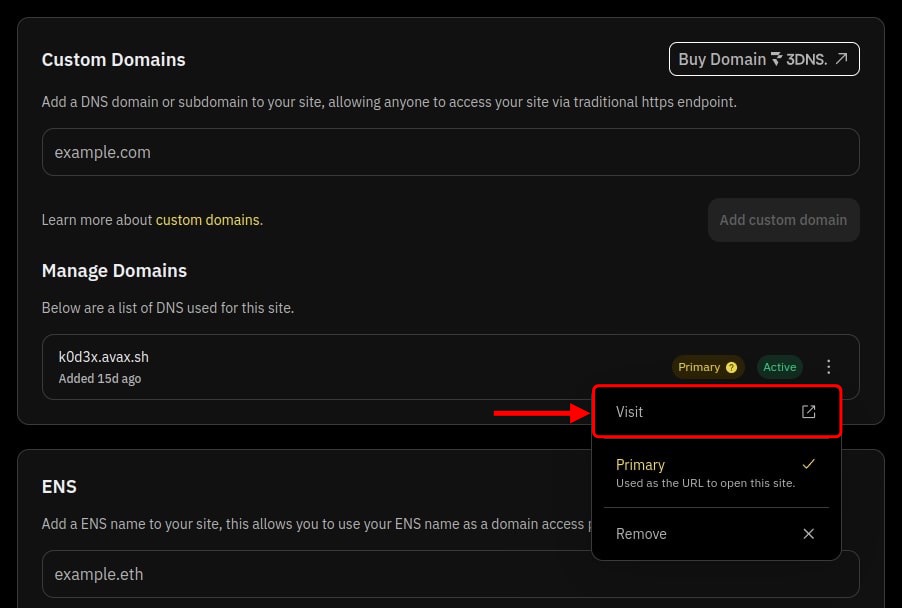 Custom Domains
Buy Domain 3DNS.
Add a DNS domain or subdomain to your site, allowing anyone to access your site via traditional https endpoint.
example.com
Learn more about custom domains.
Add custom domain
Manage Domains
Below are a list of DNS used for this site.
k0d3x.avax.sh
Added 15d ago
Primary ?
Active
Visit
Primary
Used as the URL to open this site.
Remove
ENS
Add a ENS name to your site, this allows you to use your ENS name as a domain access
example.eth